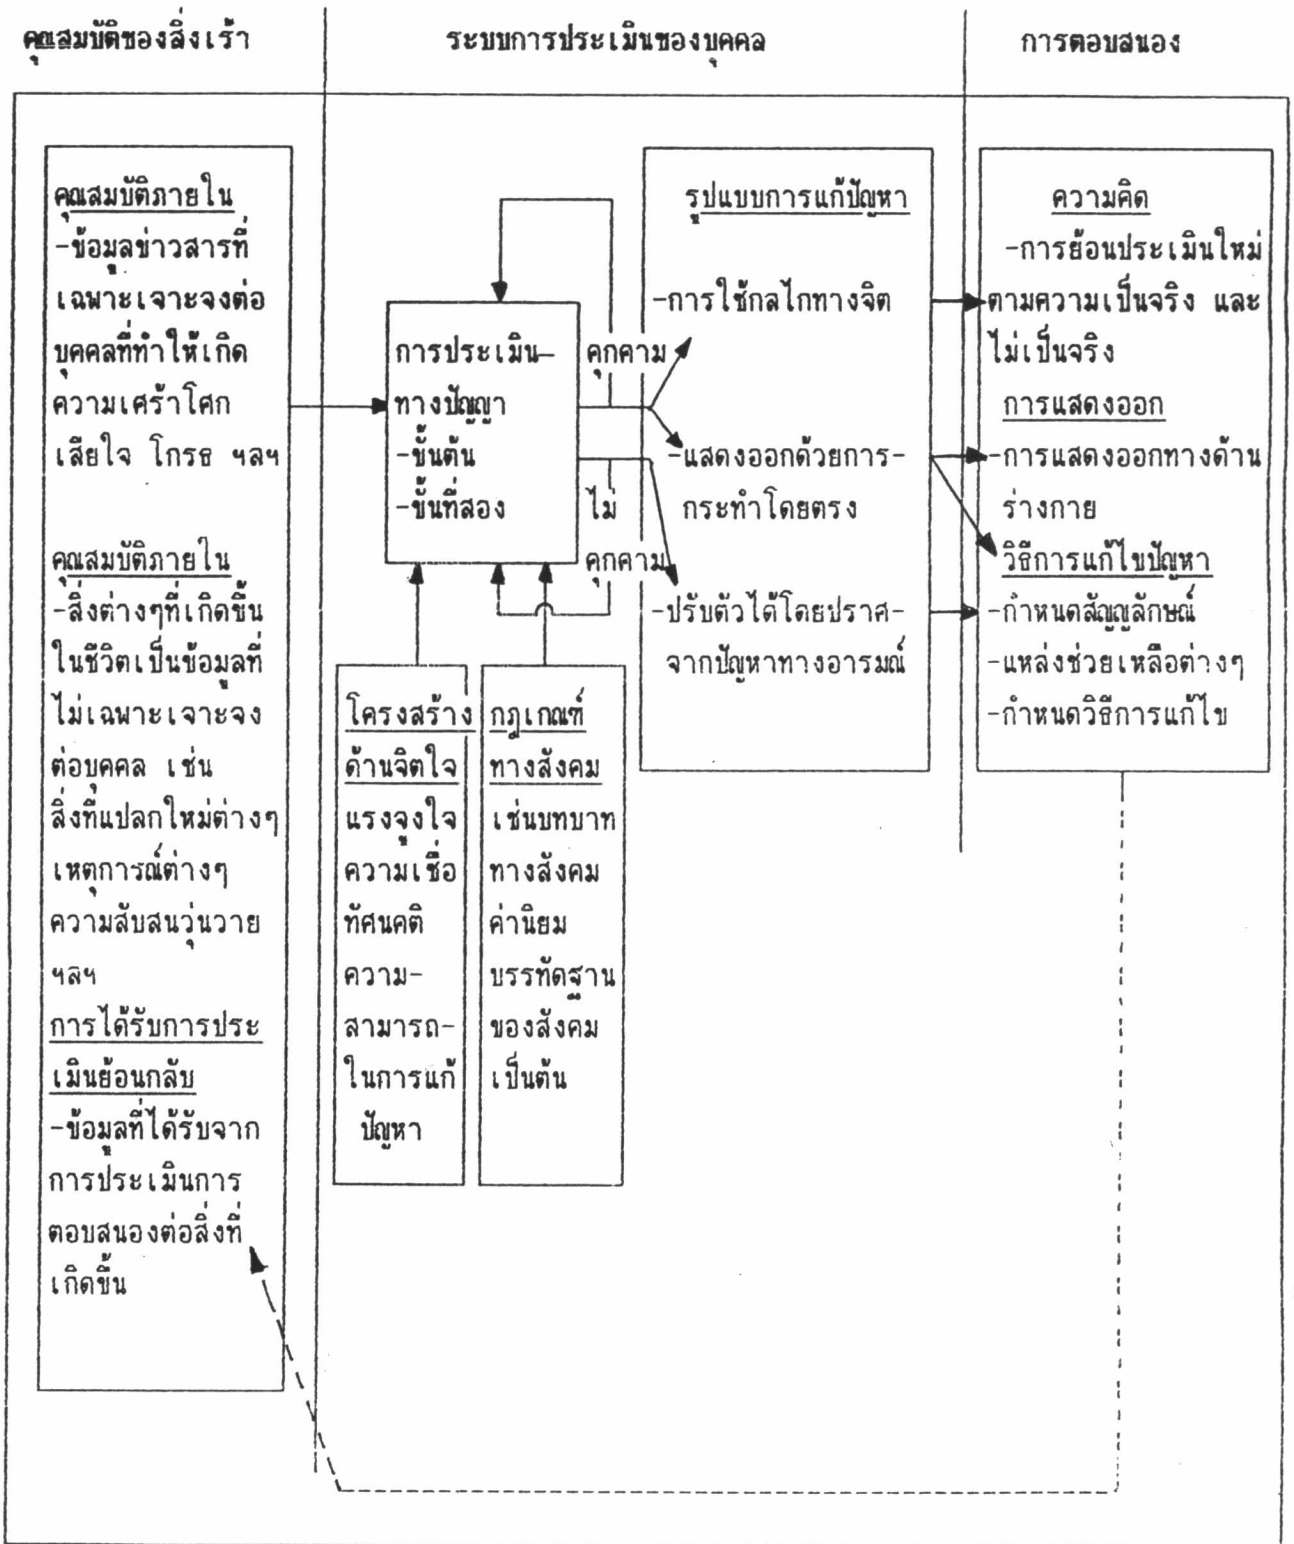 คุณสมบัติของสิ่งเร้า
ระบบการประเมินของบุคคล
การตอบสนอง
คุณสมบัติภายใน
-ข้อมูลข่าวสารที่
เฉพาะเจาะจงต่อ
บุคคลที่ทำให้เกิด
ความเศร้าโศก
เสียใจ โกรธ ฯลฯ
คุณสมบัติภายใน
-สิ่งต่างๆที่เกิดขึ้น
ในชีวิตเป็นข้อมูลที่
ไม่เฉพาะเจาะจง
ต่อบุคคล เช่น
สิ่งที่แปลกใหม่ต่างๆ
เหตุการณ์ต่างๆ
ความสับสนวุ่นวาย
ฯลฯ
การได้รับการประ
เมินย้อนกลับ
-ข้อมูลที่ได้รับจาก
การประเมินการ
ตอบสนองต่อสิ่งที่
เกิดขึ้น
การประเมิน-
ทางปัญญา
-ขั้นต้น
-ขั้นที่สอง
คุกคาม
ไม่
คุกคาม
โครงสร้าง
ด้านจิตใจ
แรงจูงใจ
ความเชื่อ
ทัศนคติ
ความ-
สามารถ-
ในการแก้
ปัญหา
กฎเกณฑ์
ทางสังคม
เช่นบทบาท
ทางสังคม
ค่านิยม
บรรทัดฐาน
ของสังคม
เป็นต้น
รูปแบบการแก้ปัญหา
-การใช้กลไกทางจิต
-แสดงออกด้วยการ-
กระทำโดยตรง
-ปรับตัวได้โดยปราศ-
จากปัญหาทางอารมณ์
ความคิด
-การย้อนประเมินใหม่
ตามความเป็นจริง และ
ไม่เป็นจริง
การแสดงออก
-การแสดงออกทางด้าน
ร่างกาย
วิธีการแก้ไขปัญหา
-กำหนดสัญญลักษณ์
-แหล่งช่วยเหลือต่างๆ
-กำหนดวิธีการแก้ไข